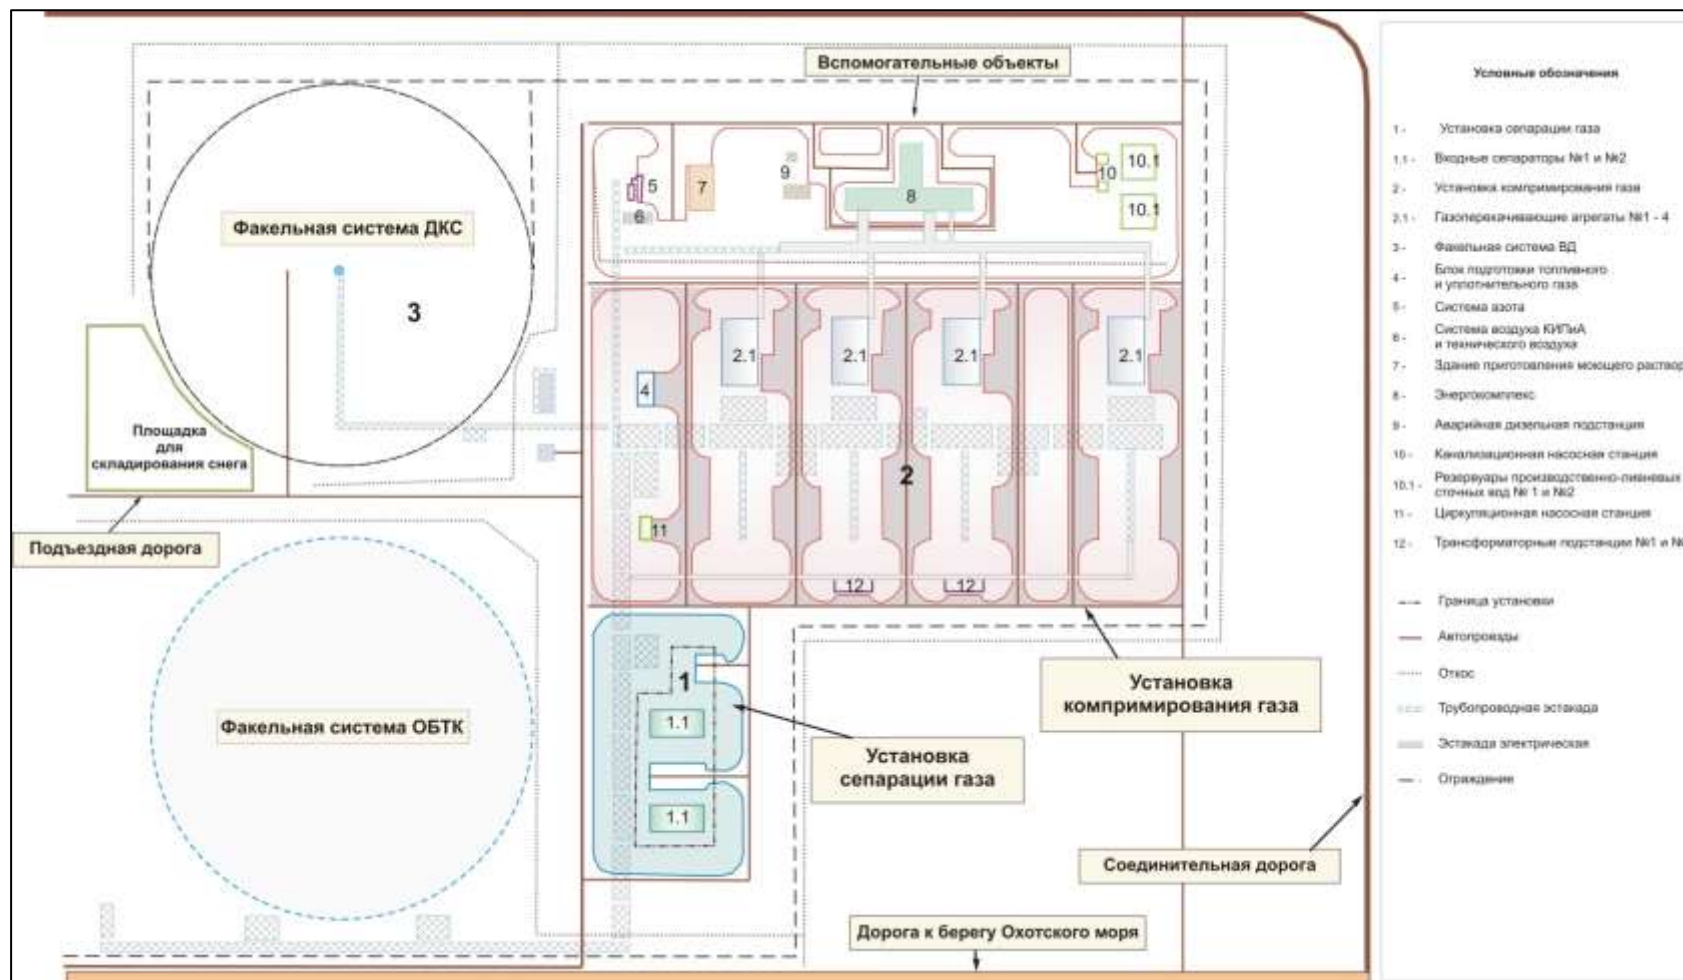 Вспомогательные объекты
Факельная система ДКС
3
Площадка
для
складирования снега
Подъездная дорога
Факельная система ОБТК
5
6
7
9
8
10
10.1
10.1
2.1
2.1
2.1
2.1
4
2
11
12
12
1
1.1
1.1
Установка
компримирования газа
Установка
сепарации газа
Соединительная дорога
Дорога к берегу Охотского моря
Условные обозначения
1 - Установка сепарации газа
1.1 - Входные сепараторы №1 и №2
2 - Установка компримирования газа
2.1 - Газоперекачивающие агрегаты №1 - 4
3 - Факельная система ВД
4 - Блок подготовки топливного
и уплотнительного газа
5 - Система азота
6 - Система воздуха КИПиА
и технического воздуха
7 - Здание приготовления моющего раствор
8 - Энергокомплекс
9 - Аварийная дизельная подстанция
10 - Канализационная насосная станция
10.1 - Резервуары производственно-ливневых
сточных вод № 1 и №2
11 - Циркуляционная насосная станция
12 - Трансформаторные подстанции №1 и №
Граница установки
Автопроезды
Откос
Трубопроводная эстакада
Эстакада электрическая
Ограждение